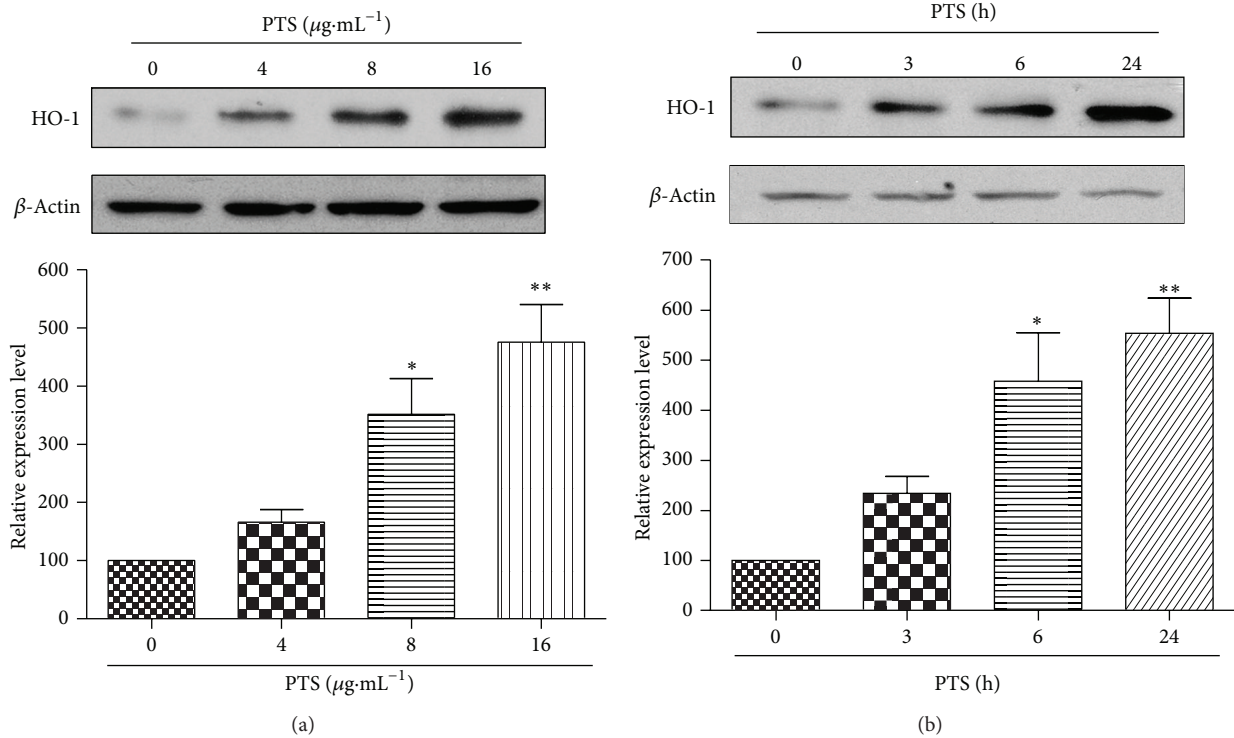 PTS (μg·mL⁻¹)
0 4 8 16
HO-1
β-Actin
Relative expression level
600
500
400
300
200
100
0
*
**
0 4 8 16
PTS (μg·mL⁻¹)
(a)
PTS (h)
0 3 6 24
HO-1
β-Actin
Relative expression level
700
600
500
400
300
200
100
0
*
**
0 3 6 24
PTS (h)
(b)